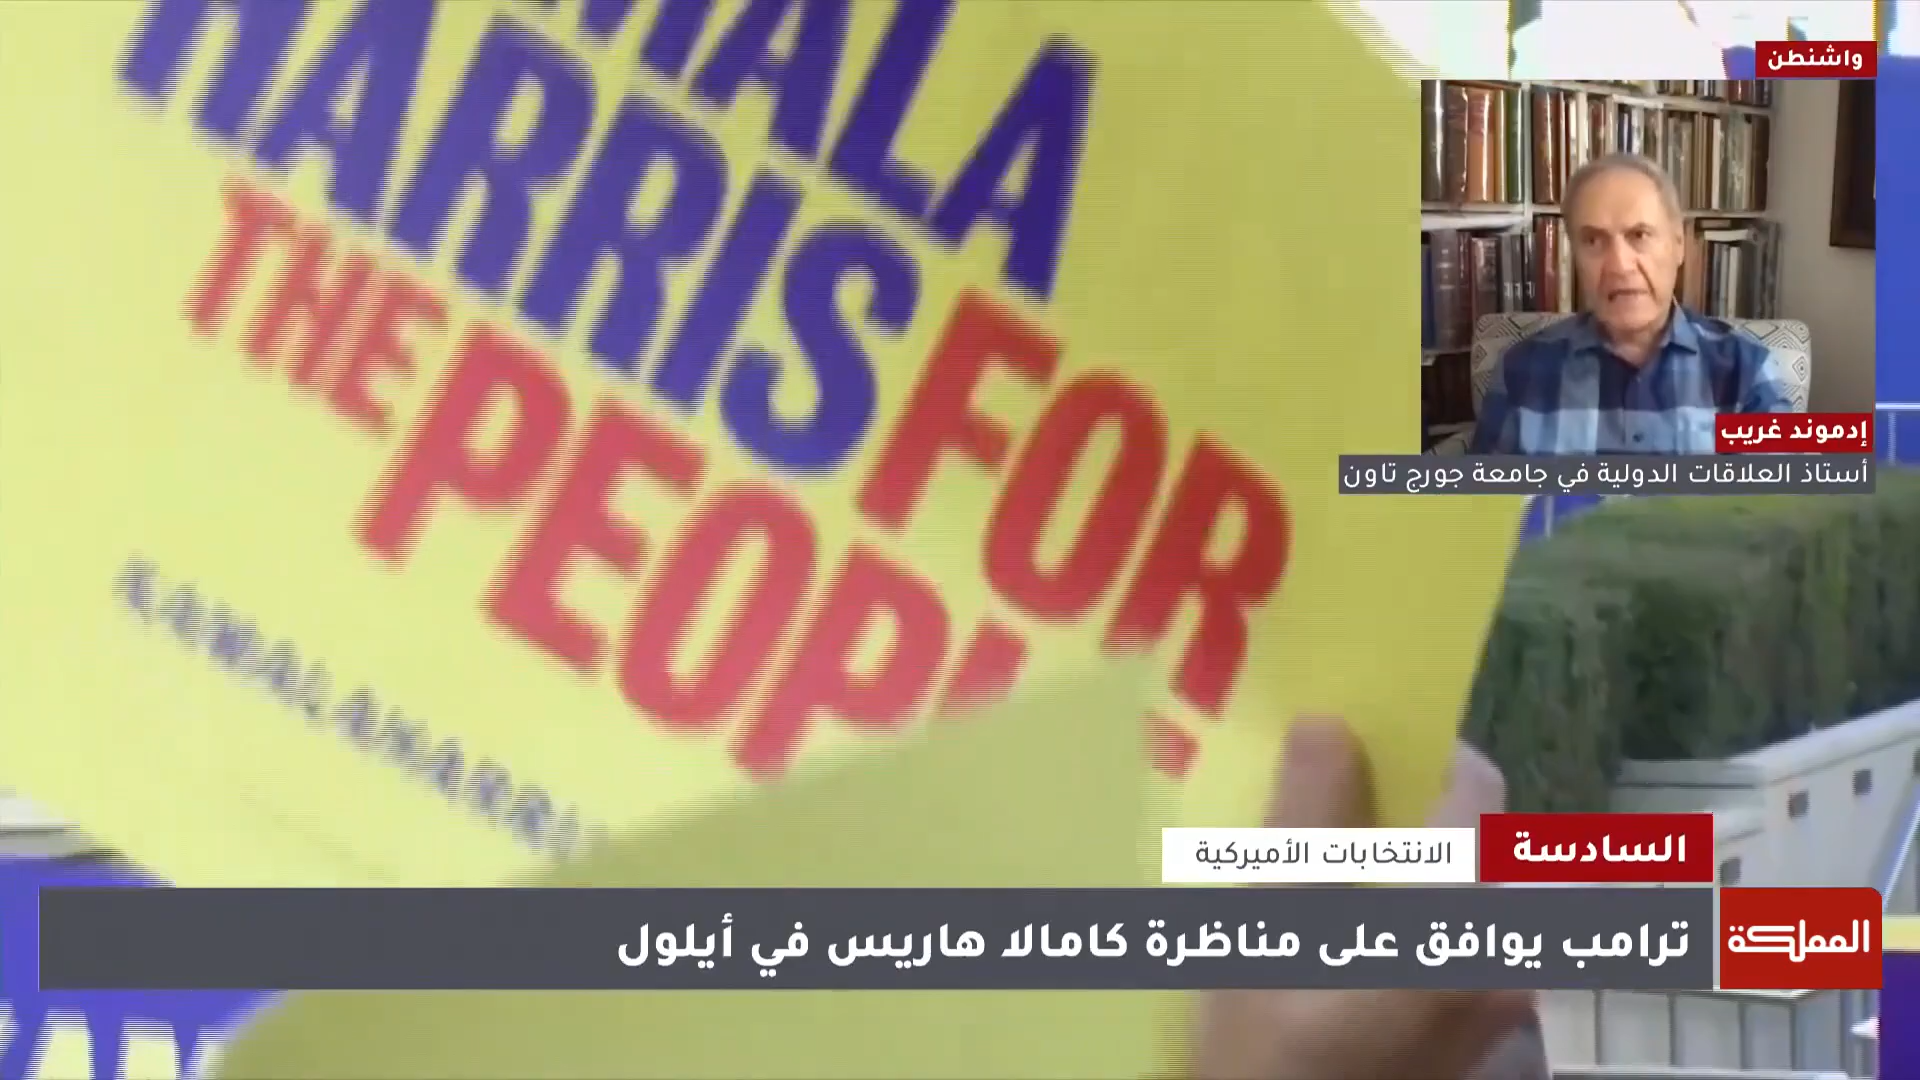 واشنطن
إدموند غريب
أستاذ العلاقات الدولية في جامعة جورج تاون
HARRIS FOR
THE
السادسة
الانتخابات الأميركية
ترامب يوافق على مناظرة كامالا هاريس في أيلول
المملكة